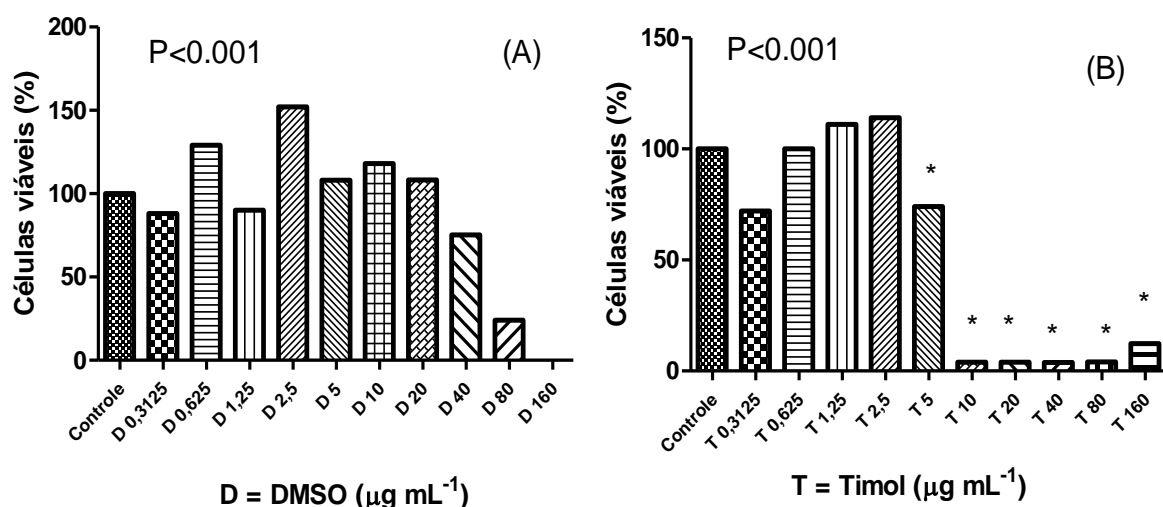 200
150
100
50
0
Células viáveis (%)
P<0.001
(A)
Controle
D 0,3125
D 0,625
D 1,25
D 2,5
D 5
D 10
D 20
D 40
D 80
D 160
D = DMSO (μg mL⁻¹)
150
100
50
0
Células viáveis (%)
P<0.001
(B)
*
*
*
*
*
*
Controle
T 0,3125
T 0,625
T 1,25
T 2,5
T 5
T 10
T 20
T 40
T 80
T 160
T = Timol (μg mL⁻¹)